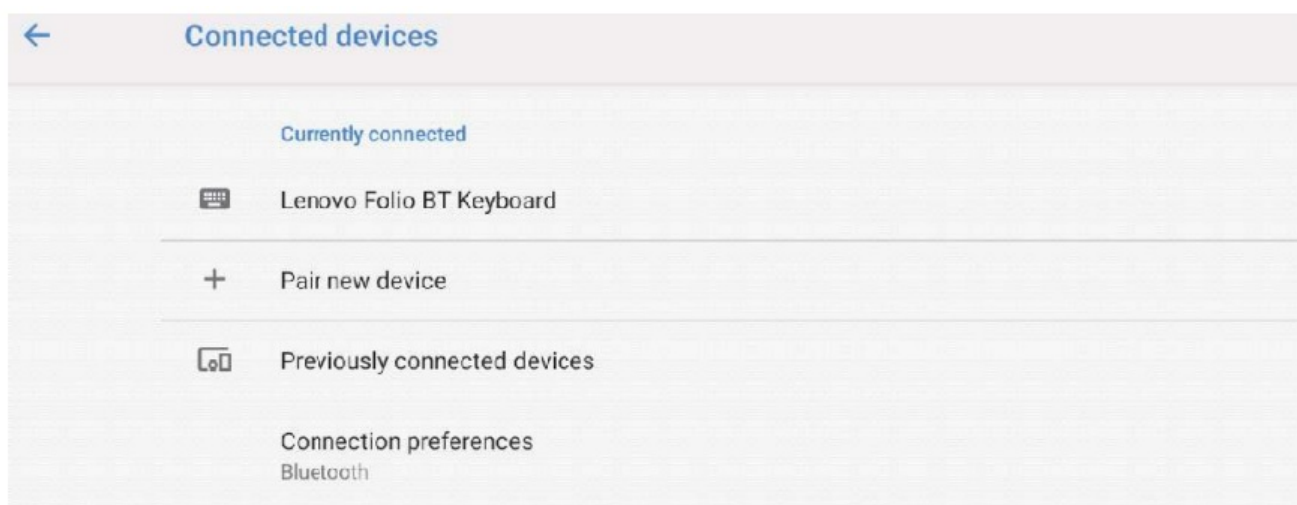 Connected devices
Currently connected
Lenovo Folio BT Keyboard
Pair new device
Previously connected devices
Connection preferences
Bluetooth